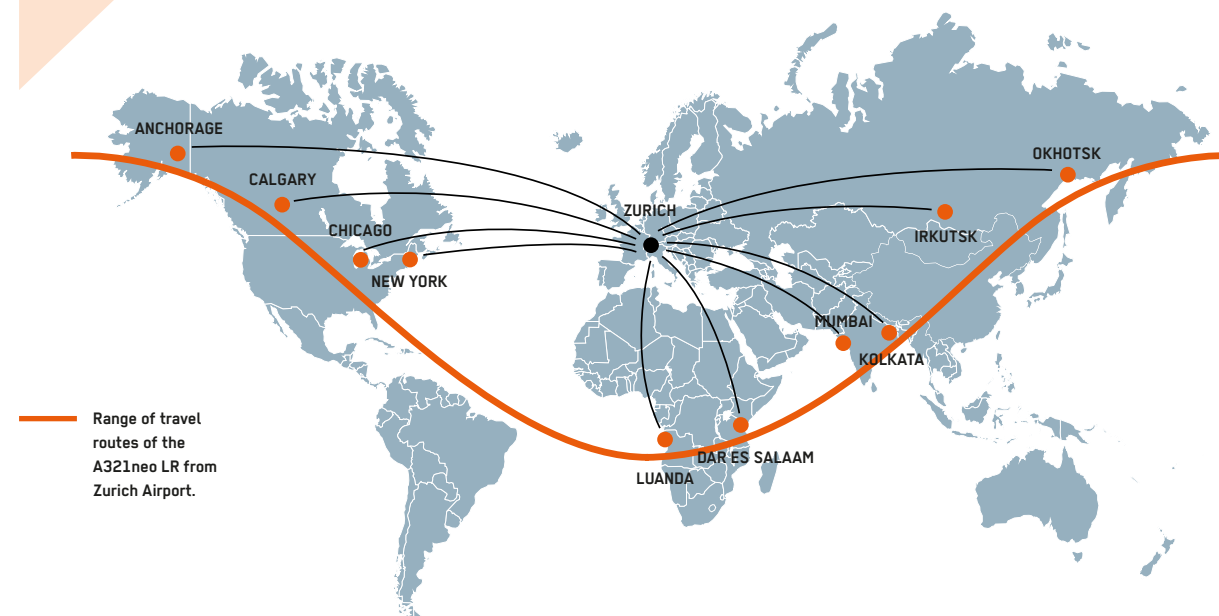 ANCHORAGE
OKHOTSK
CALGARY
ZURICH
CHICAGO
IRKUTSK
NEW YORK
MUMBAI
KOLKATA
Range of travel
routes of the
A321neo LR from
Zurich Airport.
DAR ES SALAAM
LUANDA